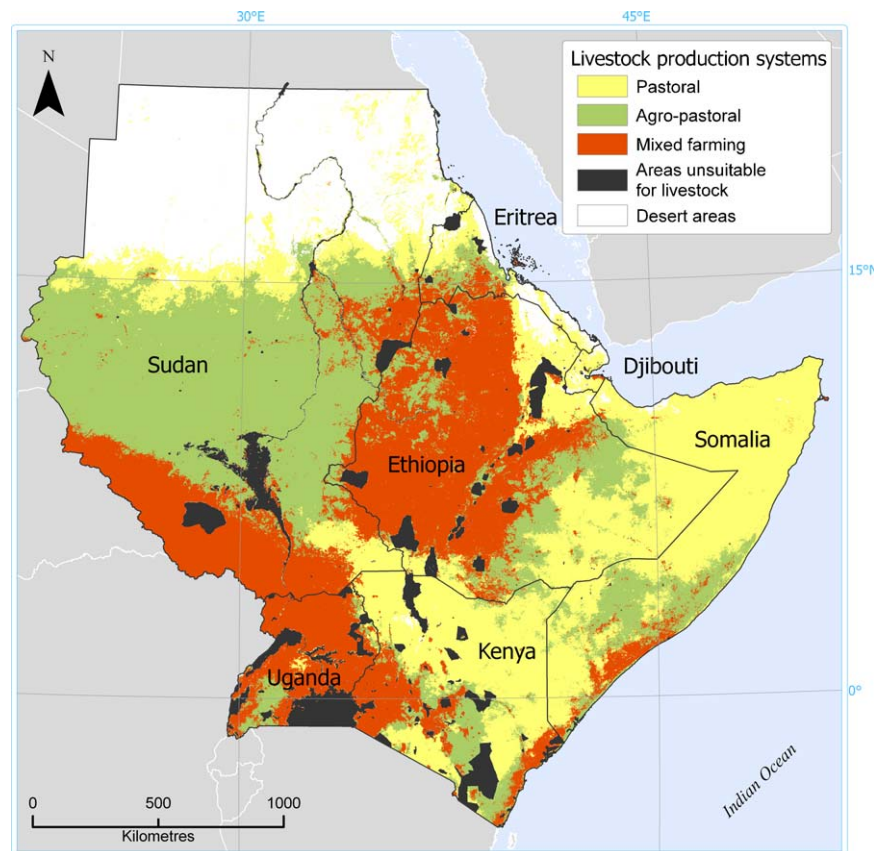 30°E
45°E
N
Livestock production systems
Pastoral
Agro-pastoral
Mixed farming
Areas unsuitable
for livestock
Desert areas
Eritrea
15°N
Sudan
Djibouti
Somalia
Ethiopia
Kenya
Uganda
0°
Indian Ocean
0
500
1000
Kilometres